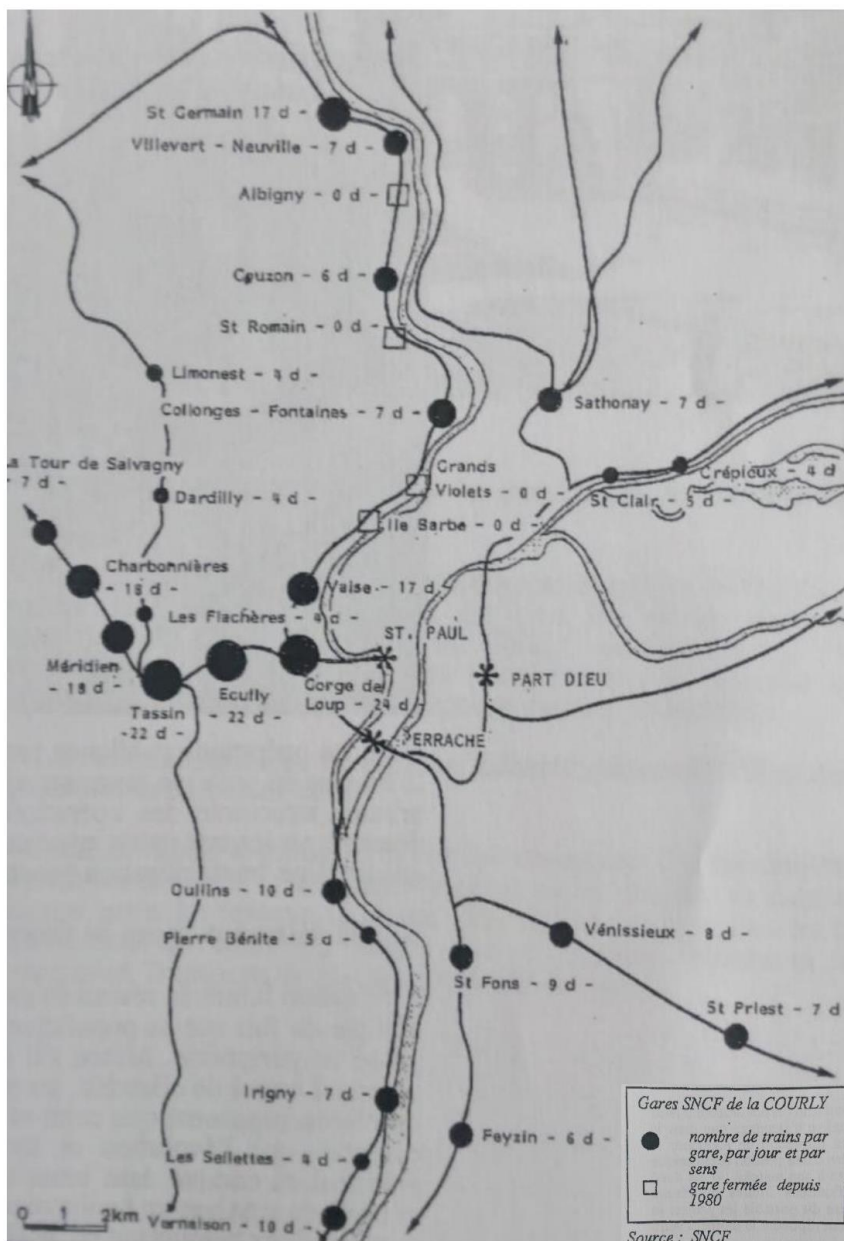 St Germain 17 d -
Villevert - Neuville - 7 d -
Albigny - 0 d -
Couzon - 6 d -
St Romain - 0 d -
Limonest - 4 d -
Collonges - Fontaines - 7 d -
Sathonay - 7 d -
La Tour de Salvagny
- 7 d -
Grands
Violets - 0 d -
Crépieux - 4 d
St Clair - 5 d -
Dardilly - 4 d -
Ile Barbe - 0 d -
Charbonnières
- 18 d -
Vaise - 17 d
Les Flachères - 4 d -
ST. PAUL
Méridien
- 18 d -
PART DIEU
Tassin
-22 d -
Ecully
- 22 d -
Gorge de
Loup - 24 d -
PERRACHE
Oullins - 10 d -
Pierre Bénite - 5 d -
Vénissieux - 8 d -
St Fons - 9 d -
St Priest - 7 d
Irigny - 7 d -
Feyzin - 6 d -
Les Sellettes - 4 d -
Vernaison - 10 d -
0 1 2km
Gares SNCF de la COURLY
nombre de trains par
gare, par jour et par
sens
gare fermée depuis
1980
Source : SNCF